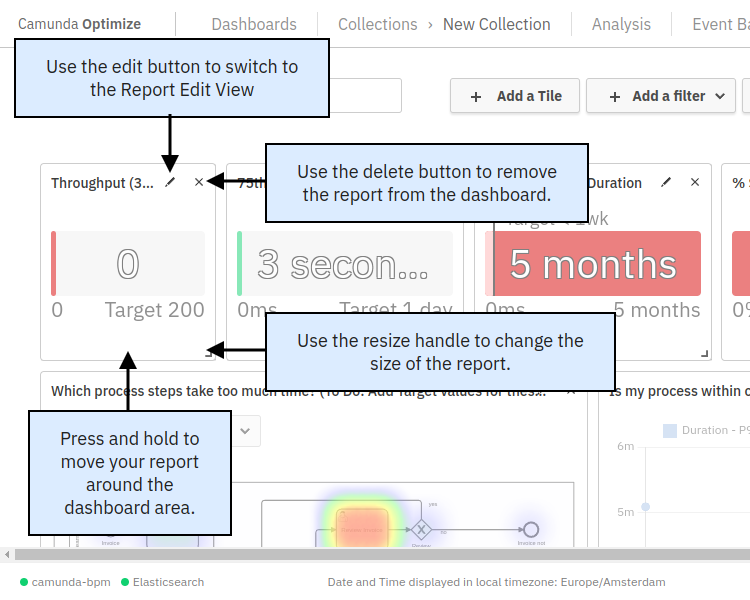 Camunda Optimize
Dashboards
Collections › New Collection
Analysis
Event Ba
Use the edit button to switch to
the Report Edit View
+ Add a Tile
+ Add a filter
Use the delete button to remove
the report from the dashboard.
Throughput (3...
75th
Duration
% S
Target < 1wk
0
3 secon...
5 months
0
Target 200
0ms
Target 1 day
0ms
5 months
0%
Use the resize handle to change the
size of the report.
Which process steps take too much time? (To Do: Add Target Values for thes...
Is my process within c
Press and hold to
move your report
around the
dashboard area.
Duration - P9
6m
5m
yes
no
Invoice
Invoice not
camunda-bpm
Elasticsearch
Date and Time displayed in local timezone: Europe/Amsterdam